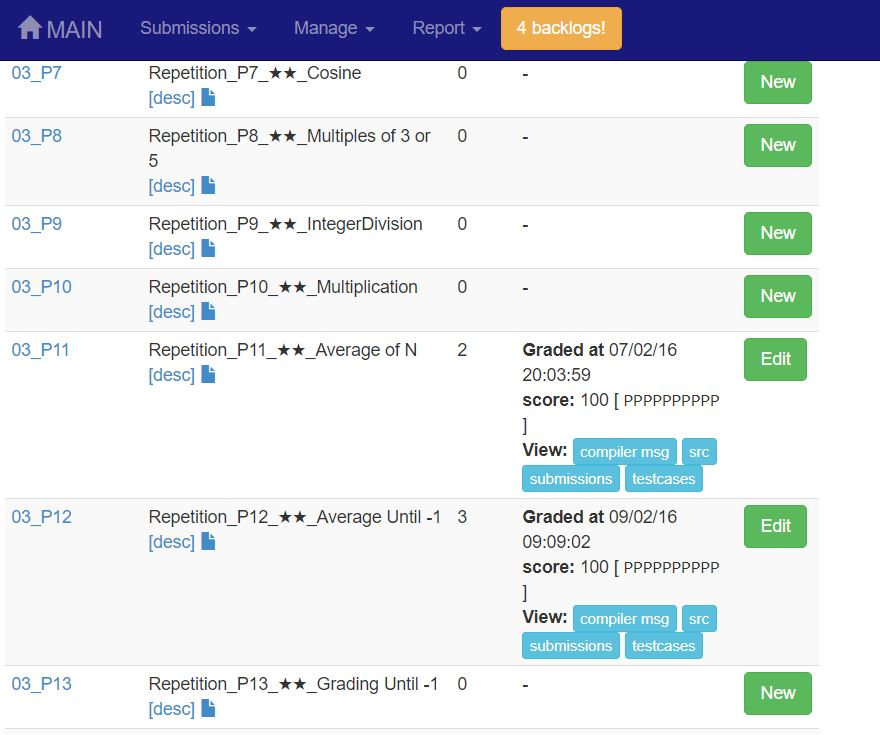 MAIN Submissions Manage Report 4 backlogs!
03_P7 Repetition_P7_★★_Cosine 0 - New
[desc]
03_P8 Repetition_P8_★★_Multiples of 3 or 0 - New
5
[desc]
03_P9 Repetition_P9_★★_IntegerDivision 0 - New
[desc]
03_P10 Repetition_P10_★★_Multiplication 0 - New
[desc]
03_P11 Repetition_P11_★★_Average of N 2 Graded at 07/02/16 Edit
[desc] 20:03:59
score: 100 [ PPPPPPPPPP
]
View: compiler msg src
submissions testcases
03_P12 Repetition_P12_★★_Average Until -1 3 Graded at 09/02/16 Edit
[desc] 09:09:02
score: 100 [ PPPPPPPPPP
]
View: compiler msg src
submissions testcases
03_P13 Repetition_P13_★★_Grading Until -1 0 - New
[desc]